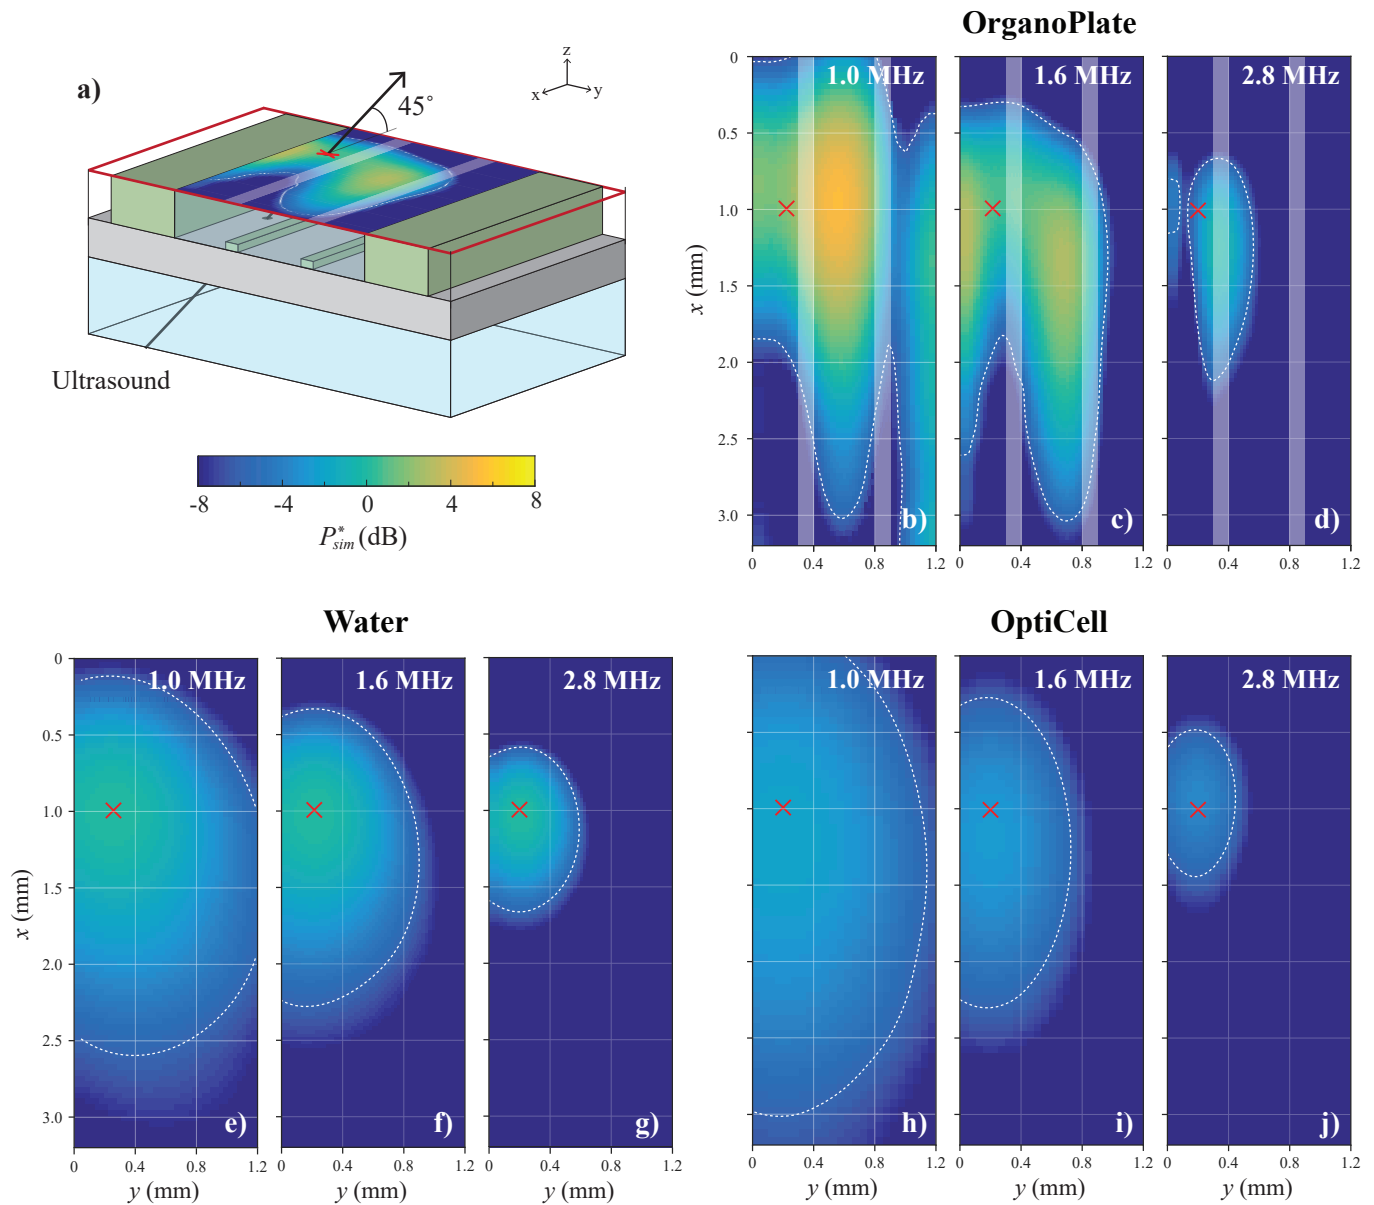 OrganoPlate
a)
45°
z
x
y
Ultrasound
-8 -4 0 4 8
P*sim (dB)
1.0 MHz 1.6 MHz 2.8 MHz
0
0.5
1.0
1.5
2.0
2.5
3.0
x (mm)
b) c) d)
0 0.4 0.8 1.2 0 0.4 0.8 1.2 0 0.4 0.8 1.2
Water
1.0 MHz 1.6 MHz 2.8 MHz
0
0.5
1.0
1.5
2.0
2.5
3.0
x (mm)
e) f) g)
0 0.4 0.8 1.2 0 0.4 0.8 1.2 0 0.4 0.8 1.2
y (mm) y (mm) y (mm)
OptiCell
1.0 MHz 1.6 MHz 2.8 MHz
h) i) j)
0 0.4 0.8 1.2 0 0.4 0.8 1.2 0 0.4 0.8 1.2
y (mm) y (mm) y (mm)